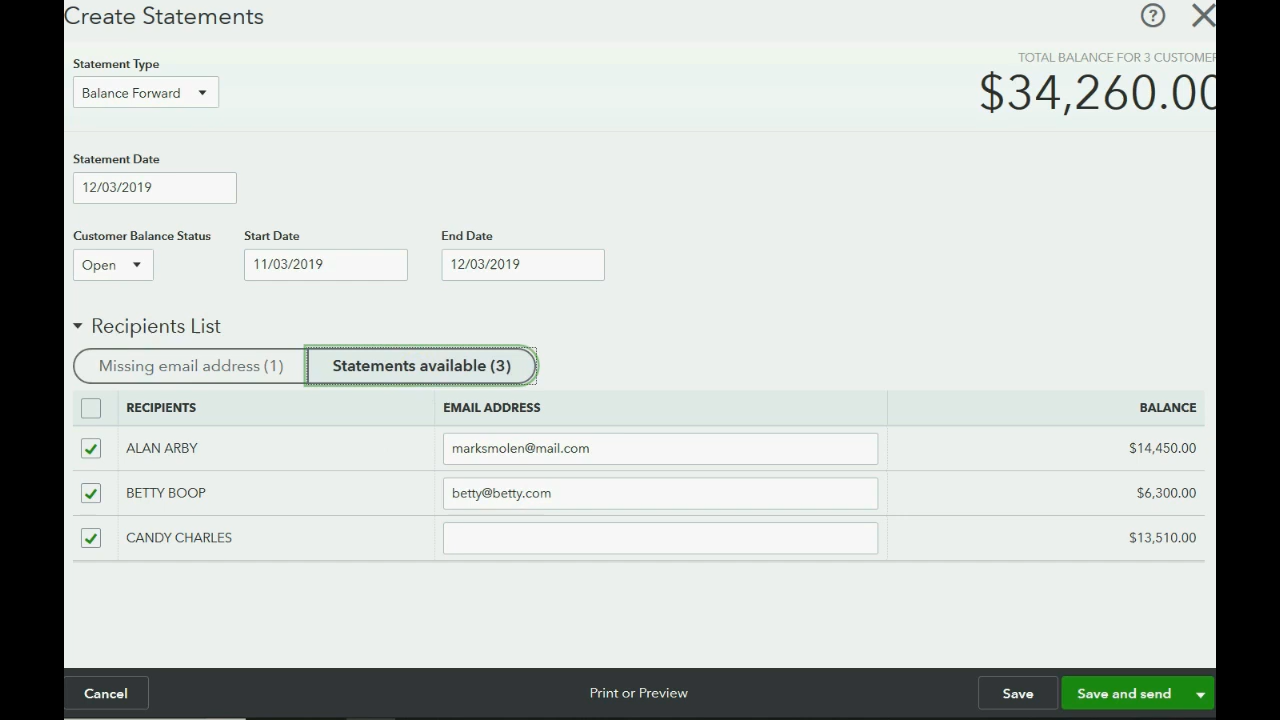 Create Statements
?
Statement Type
TOTAL BALANCE FOR 3 CUSTOMER
Balance Forward
$34,260.00
Statement Date
12/03/2019
Customer Balance Status Start Date End Date
Open 11/03/2019 12/03/2019
Recipients List
Missing email address (1) Statements available (3)
RECIPIENTS EMAIL ADDRESS BALANCE
ALAN ARBY marksmolen@mail.com $14,450.00
BETTY BOOP betty@betty.com $6,300.00
CANDY CHARLES $13,510.00
Cancel Print or Preview Save Save and send